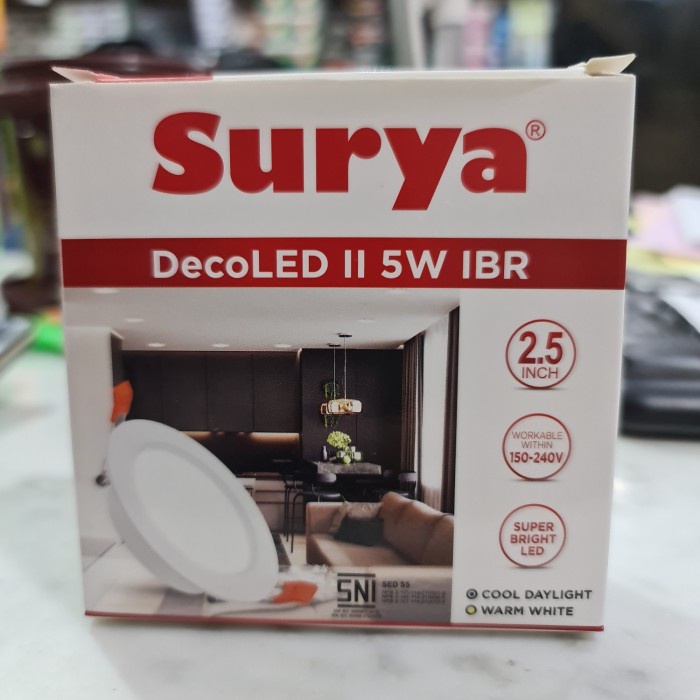 Surya®
DecoLED II 5W IBR
2.5
INCH
WORKABLE
WITHIN
150-240V
SUPER
BRIGHT
LED
SNI
COOL DAYLIGHT
WARM WHITE